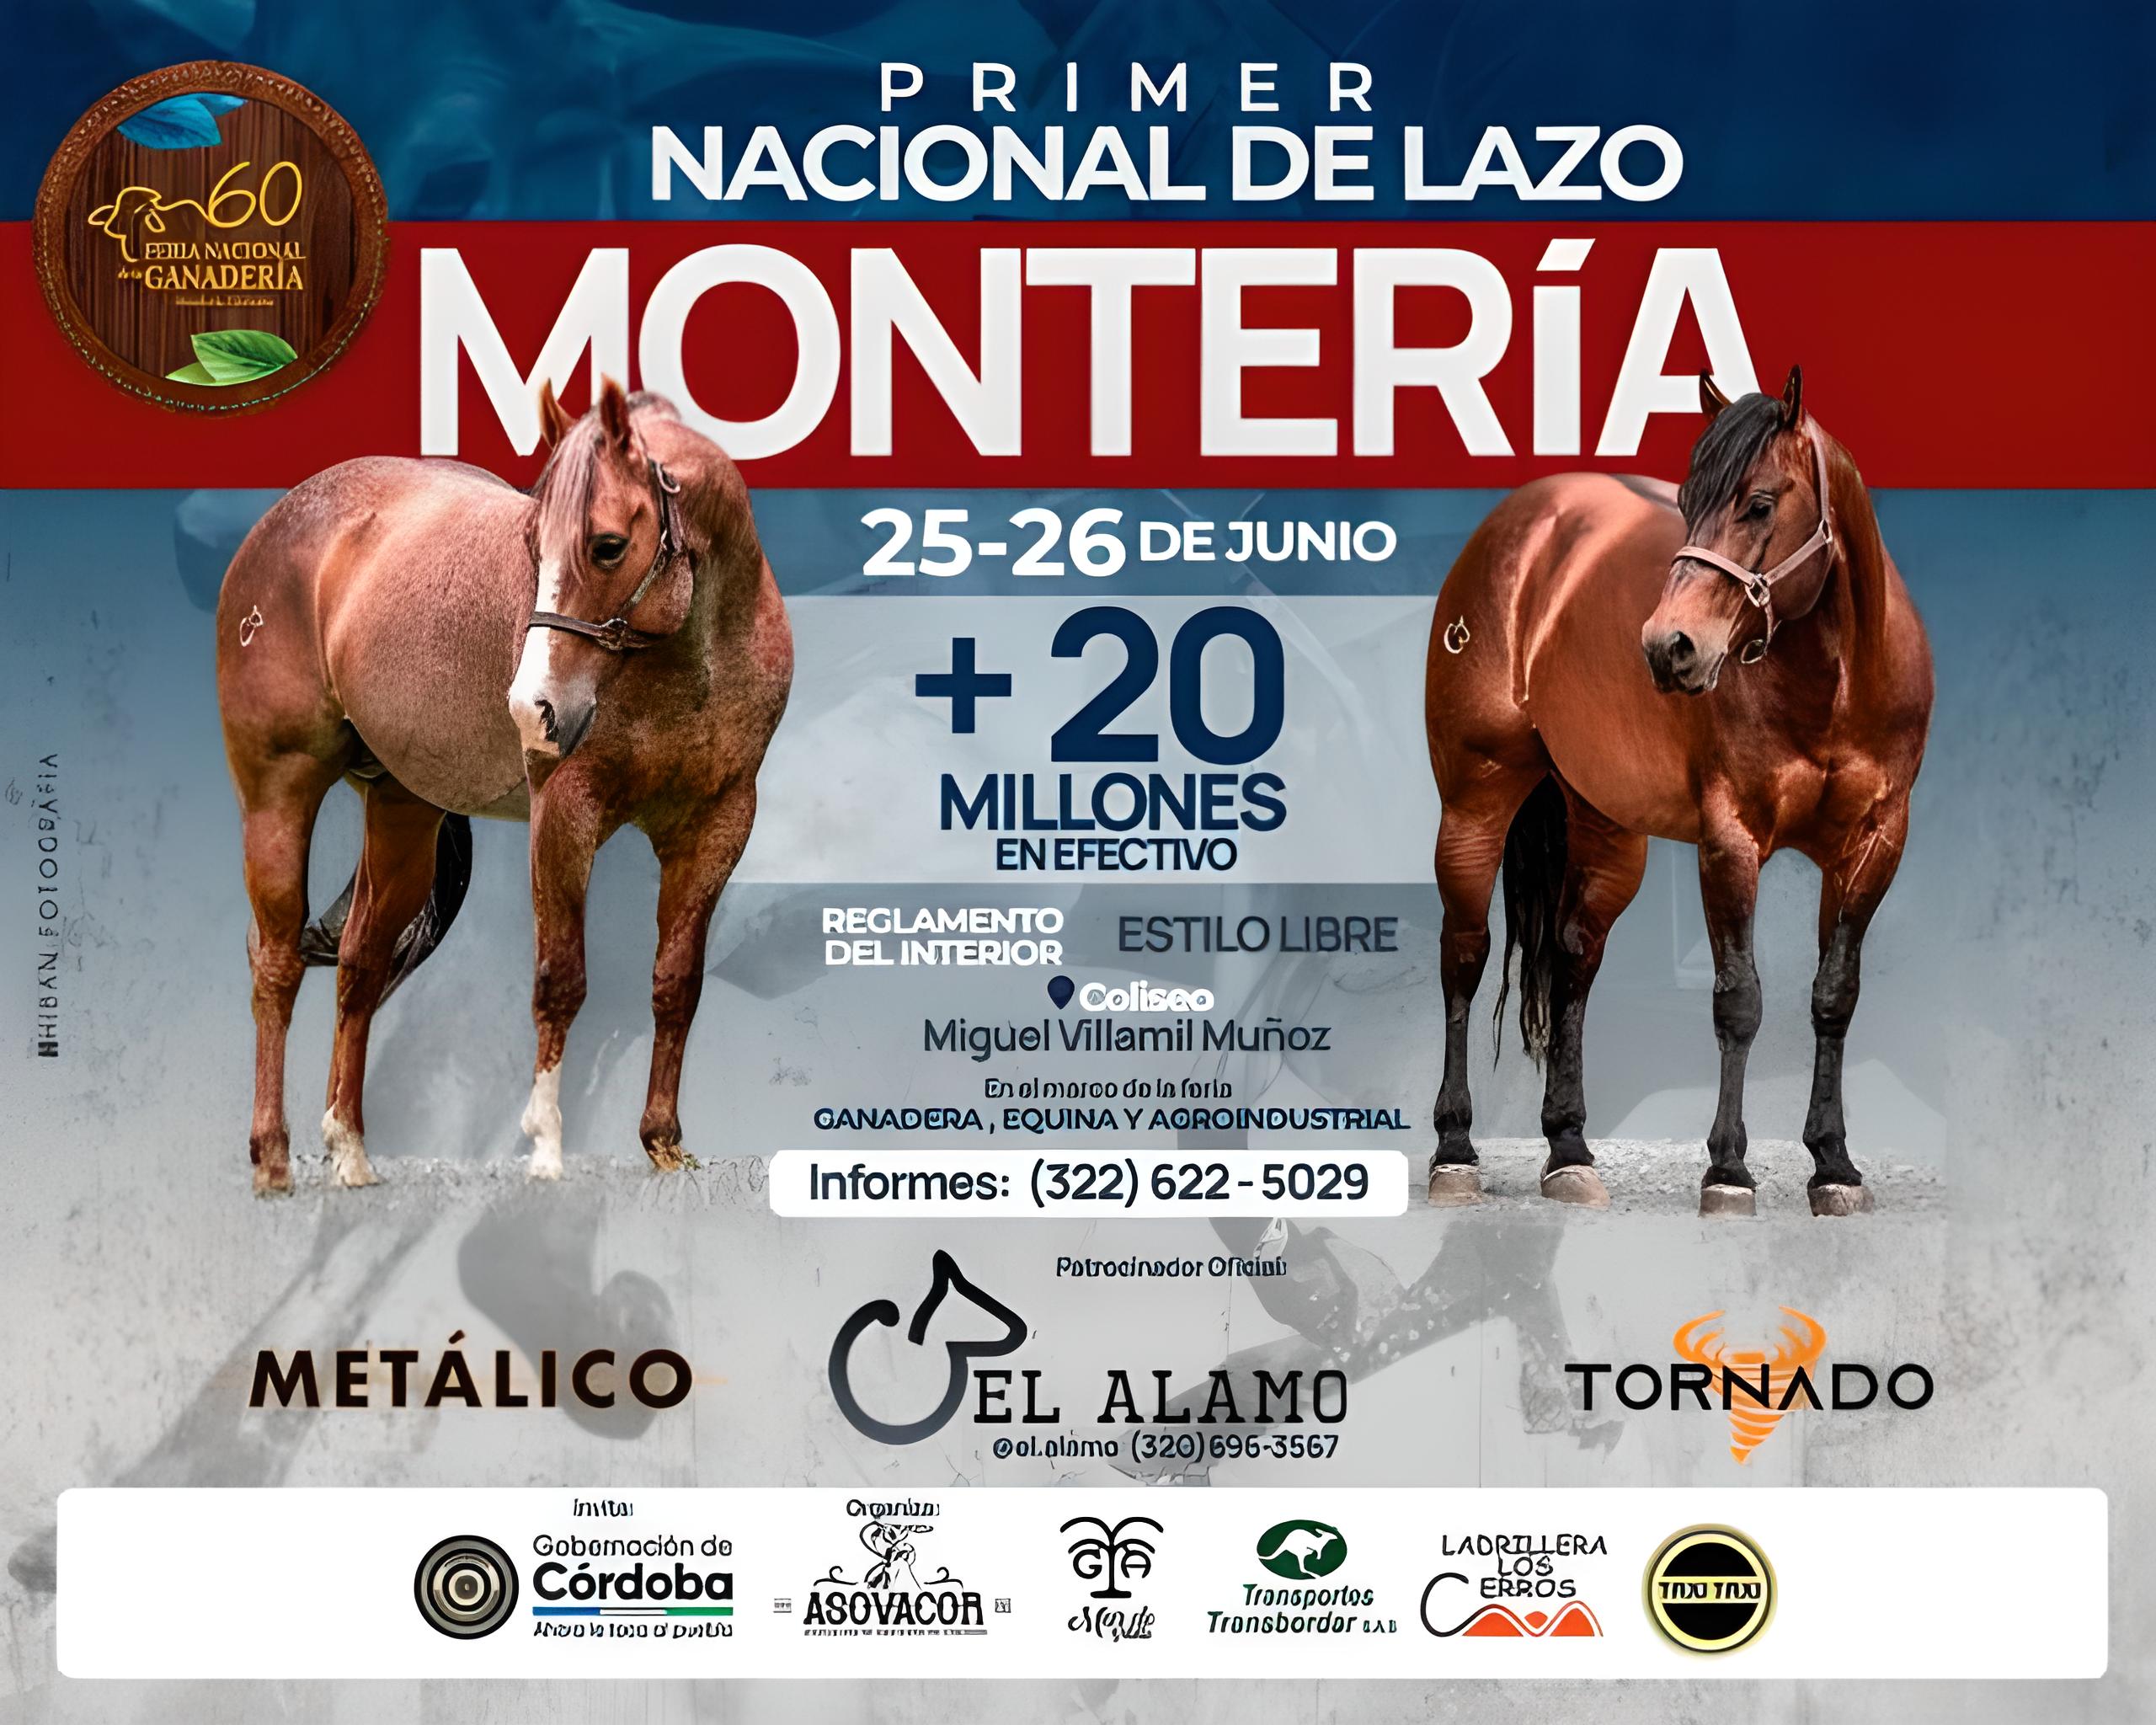 PRIMER
NACIONAL DE LAZO
MONTERÍA
60
NACIONAL
GANADERÍA
25-26 DE JUNIO
+20
MILLONES
EN EFECTIVO
REGLAMENTO
DEL INTERIOR
ESTILO LIBRE
Coliseo
Miguel Villamil Muñoz
En el marco de la feria
GANADERA, EQUINA Y AGROINDUSTRIAL
Informes: (322) 622-5029
Patrocinador Oficial:
METÁLICO
EL ALAMO
(320) 696-3567
TORNADO
Invita:
Organiza:
Gobernación de
Córdoba
ASOVACOR
GA
Transportes
Transbordar
LADRILLERA
LOS
CERROS